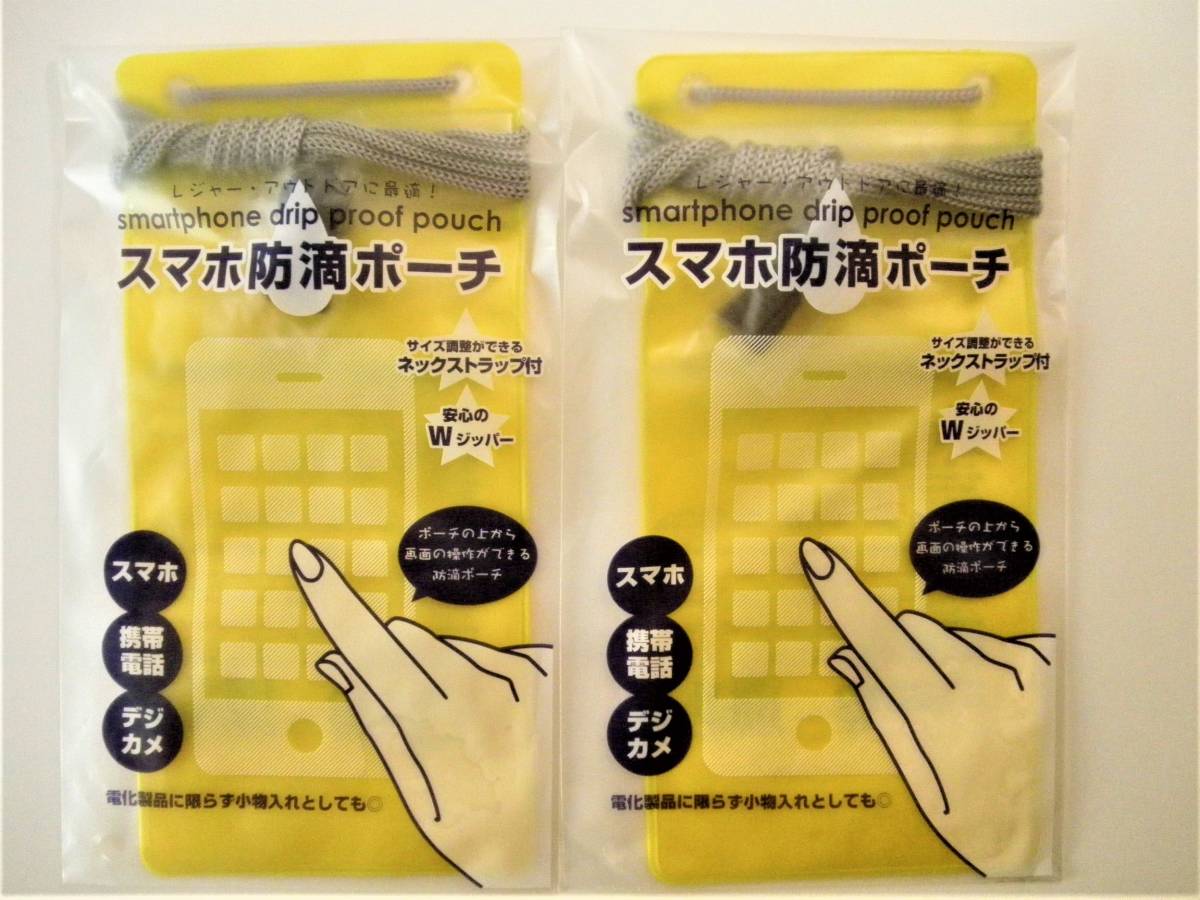 レジャー・アウトドアに最適！
smartphone drip proof pouch
スマホ防滴ポーチ
サイズ調整ができる
ネックストラップ付
安心の
Wジッパー
ポーチの上から
画面の操作ができる
防滴ポーチ
スマホ
携帯
電話
デジ
カメ
電化製品に限らず小物入れとしても◎
レジャー・アウトドアに最適！
smartphone drip proof pouch
スマホ防滴ポーチ
サイズ調整ができる
ネックストラップ付
安心の
Wジッパー
ポーチの上から
画面の操作ができる
防滴ポーチ
スマホ
携帯
電話
デジ
カメ
電化製品に限らず小物入れとしても◎